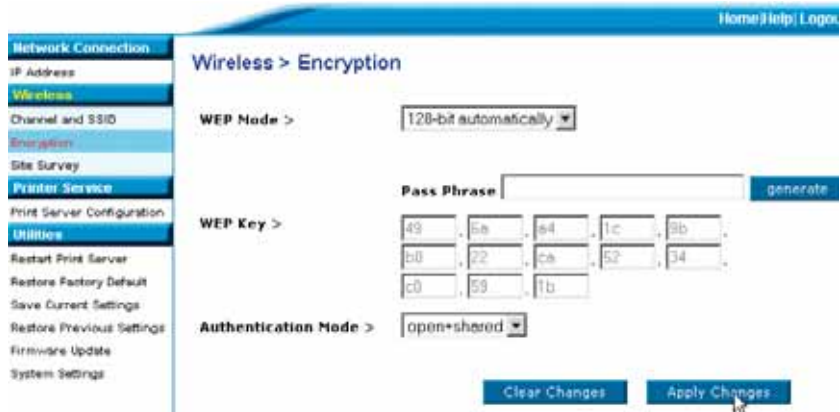 Home|Help| Logou
Network Connection
IP Address
Wireless
Channel and SSID
Encryption
Site Survey
Printer Service
Print Server Configuration
Utilities
Restart Print Server
Restore Factory Default
Save Current Settings
Restore Previous Settings
Firmware Update
System Settings
Wireless > Encryption
WEP Mode > 128-bit automatically
Pass Phrase generate
WEP Key > 49 . 6a . a4 . 1c . 9b .
b0 . 22 . ca . 52 . 34 .
c0 . 59 . 1b
Authentication Mode > open+shared
Clear Changes Apply Changes